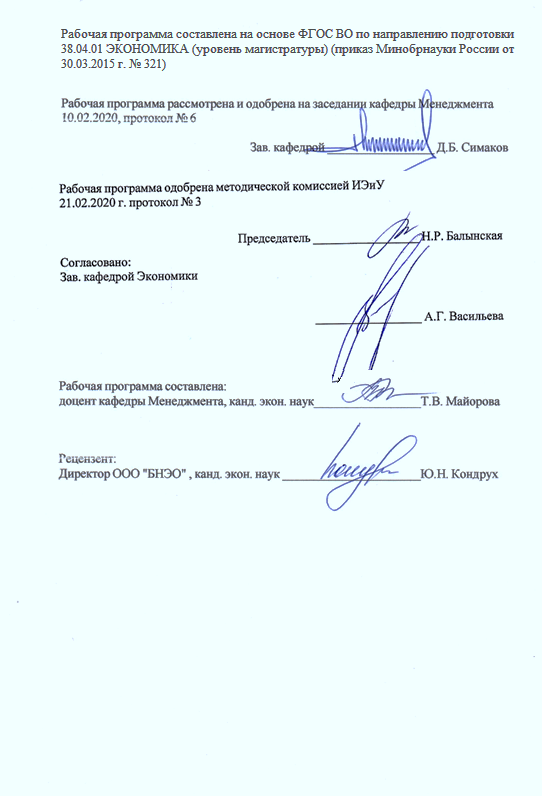 Рабочая программа составлена на основе ФГОС ВО по направлению подготовки
38.04.01 ЭКОНОМИКА (уровень магистратуры) (приказ Минобрнауки России от
30.03.2015 г. № 321)
Рабочая программа рассмотрена и одобрена на заседании кафедры Менеджмента
10.02.2020, протокол № 6
Зав. кафедрой Д.Б. Симаков
Рабочая программа одобрена методической комиссией ИЭиУ
21.02.2020 г. протокол № 3
Председатель Н.Р. Балынская
Согласовано:
Зав. кафедрой Экономики
А.Г. Васильева
Рабочая программа составлена:
доцент кафедры Менеджмента, канд. экон. наук Т.В. Майорова
Рецензент:
Директор ООО "БНЭО" , канд. экон. наук Ю.Н. Кондрух